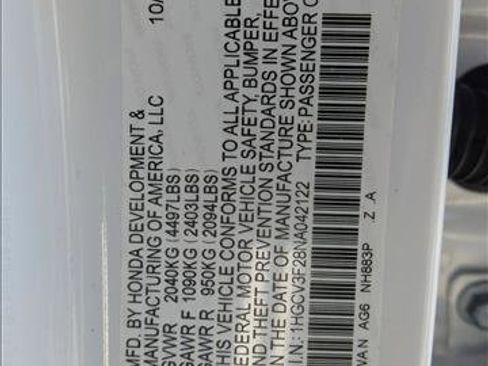 MFD. BY HONDA DEVELOPMENT & 10/
MANUFACTURING OF AMERICA, LLC
GVWR 2040KG (4497LBS)
GAWR F 1090KG (2403LBS)
GAWR R 950KG (2094LBS)
THIS VEHICLE CONFORMS TO ALL APPLICABLE
FEDERAL MOTOR VEHICLE SAFETY, BUMPER,
AND THEFT PREVENTION STANDARDS IN EFFE
ON THE DATE OF MANUFACTURE SHOWN ABOV
V.I.N.: 1HGCV3F28NA042122 TYPE: PASSENGER C
WAN AG6 NH883P Z A